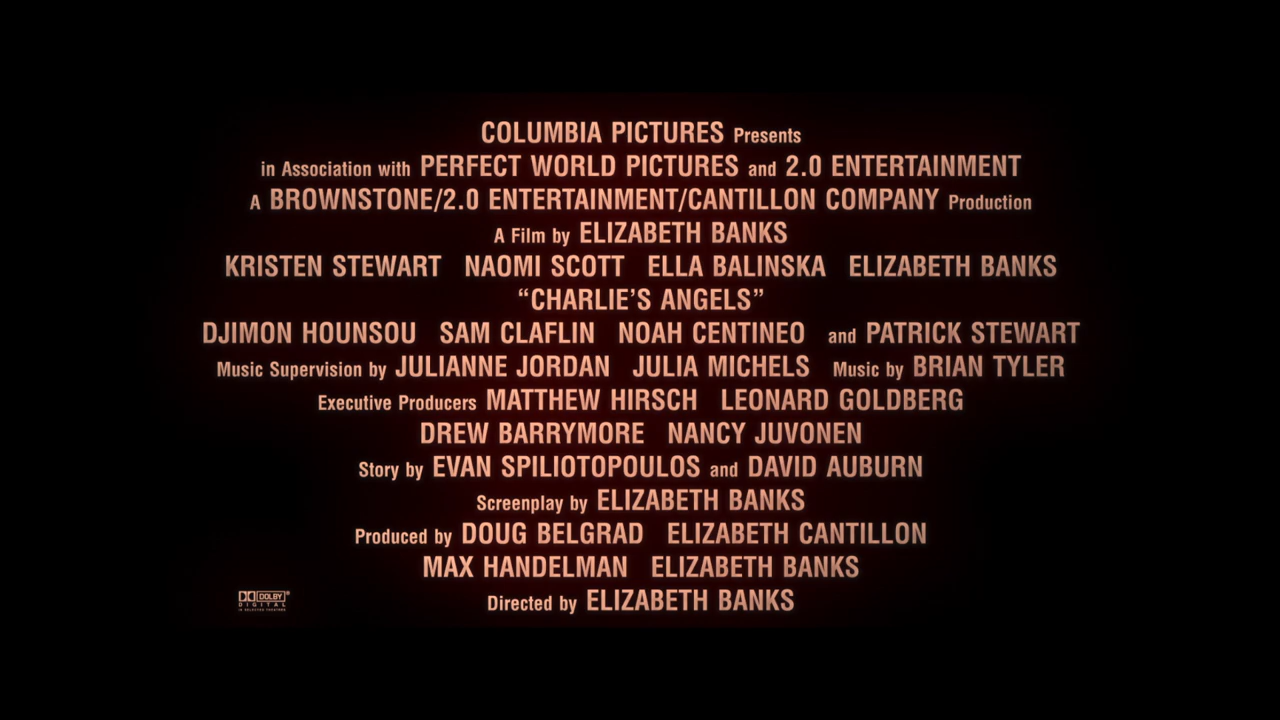 COLUMBIA PICTURES Presents
in Association with PERFECT WORLD PICTURES and 2.0 ENTERTAINMENT
A BROWNSTONE/2.0 ENTERTAINMENT/CANTILLON COMPANY Production
A Film by ELIZABETH BANKS
KRISTEN STEWART NAOMI SCOTT ELLA BALINSKA ELIZABETH BANKS
“CHARLIE’S ANGELS”
DJIMON HOUNSOU SAM CLAFLIN NOAH CENTINEO and PATRICK STEWART
Music Supervision by JULIANNE JORDAN JULIA MICHELS Music by BRIAN TYLER
Executive Producers MATTHEW HIRSCH LEONARD GOLDBERG
DREW BARRYMORE NANCY JUVONEN
Story by EVAN SPILIOTOPOULOS and DAVID AUBURN
Screenplay by ELIZABETH BANKS
Produced by DOUG BELGRAD ELIZABETH CANTILLON
MAX HANDELMAN ELIZABETH BANKS
Directed by ELIZABETH BANKS
DOLBY®
DIGITAL
IN SELECTED THEATRES